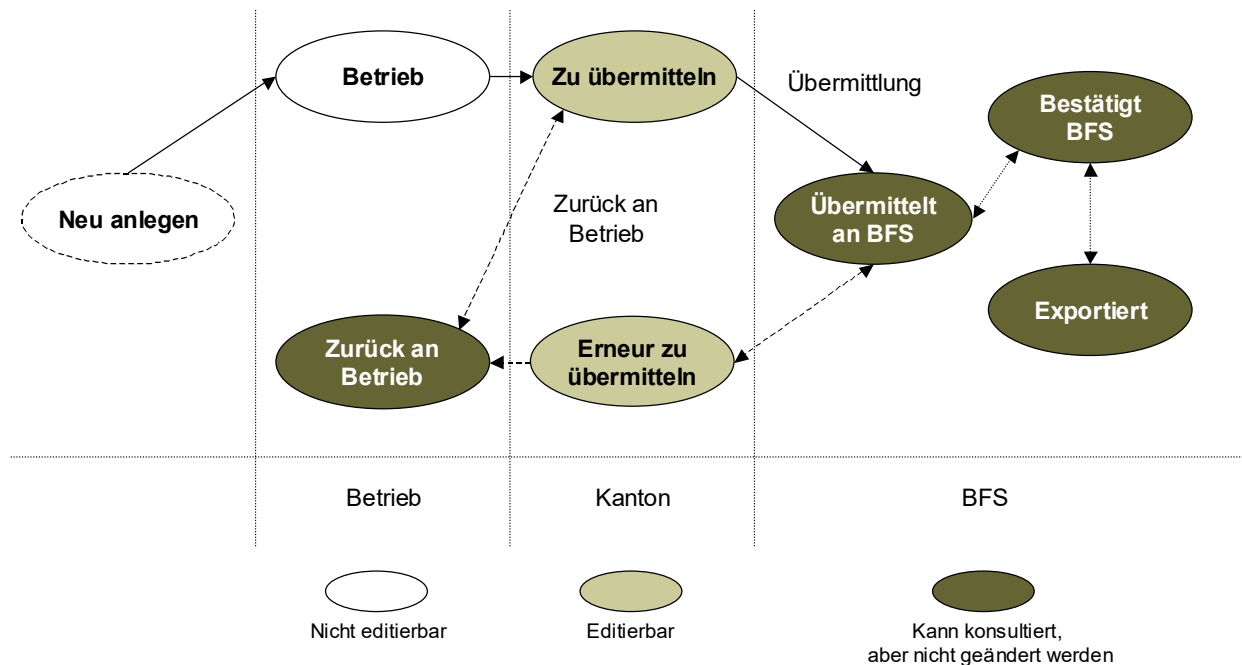 Betrieb
Zu übermitteln
Übermittlung
Bestätigt
BFS
Neu anlegen
Zurück an
Betrieb
Übermittelt
an BFS
Zurück an
Betrieb
Erneur zu
übermitteln
Exportiert
Betrieb
Kanton
BFS
Nicht editierbar
Editierbar
Kann konsultiert,
aber nicht geändert werden